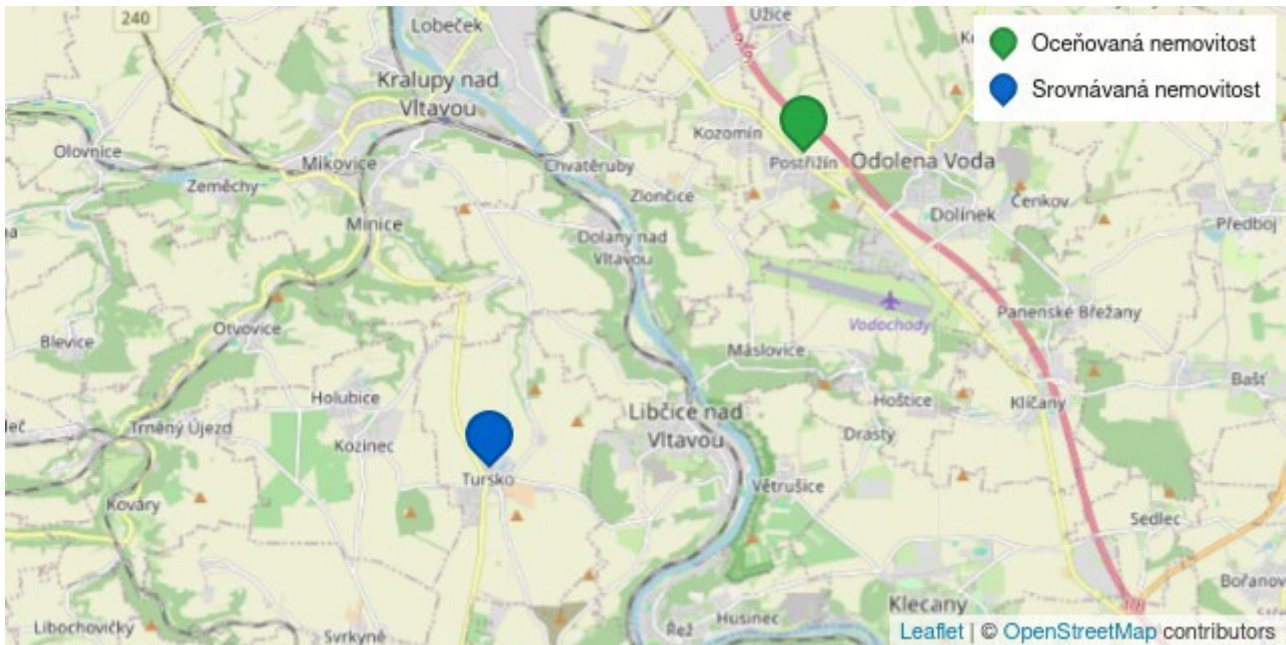 240
Lobeček
Užice
Oceňovaná nemovitost
Srovnávaná nemovitost
Kralupy nad
Vltavou
Kozomín
Olovnice
Mikovice
Chvatěruby
Postřižín
Odolena Voda
Zeměchy
Zlončice
Čenkov
Dolínek
Minice
Předboj
Dolany nad
Vltavou
Panenské Břežany
Otvovice
Vodochody
Blevice
Máslovice
Bašť
Holubice
Hoštice
Klíčany
Libčice nad
Vltavou
Trněný Újezd
Kozinec
Drasty
Tursko
Větrušice
Kováry
Sedlec
Bořanov
Klecany
Husinec
Libochovičky
Svrkyně
Řež
Leaflet | © OpenStreetMap contributors